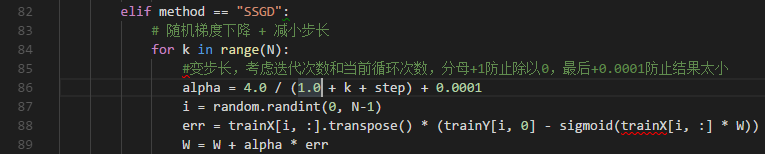 82 elif method == "SSGD":
83 # 随机梯度下降 + 减小步长
84 for k in range(N):
85 #变步长，考虑迭代次数和当前循环次数，分母+1防止除以0，最后+0.0001防止结果太小
86 alpha = 4.0 / (1.0 + k + step) + 0.0001
87 i = random.randint(0, N-1)
88 err = trainX[i, :].transpose() * (trainY[i, 0] - sigmoid(trainX[i, :] * W))
89 W = W + alpha * err